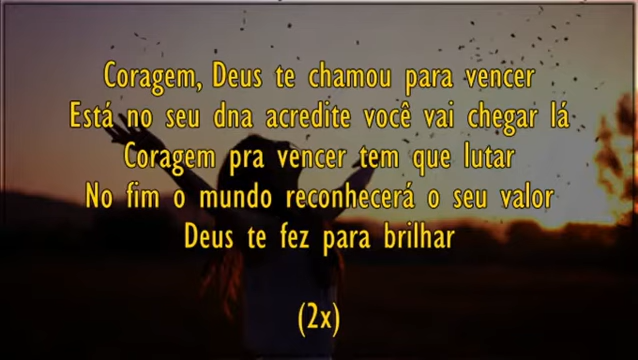 Coragem, Deus te chamou para vencer
Está no seu dna acredite você vai chegar lá
Coragem pra vencer tem que lutar
No fim o mundo reconhecerá o seu valor
Deus te fez para brilhar
(2x)